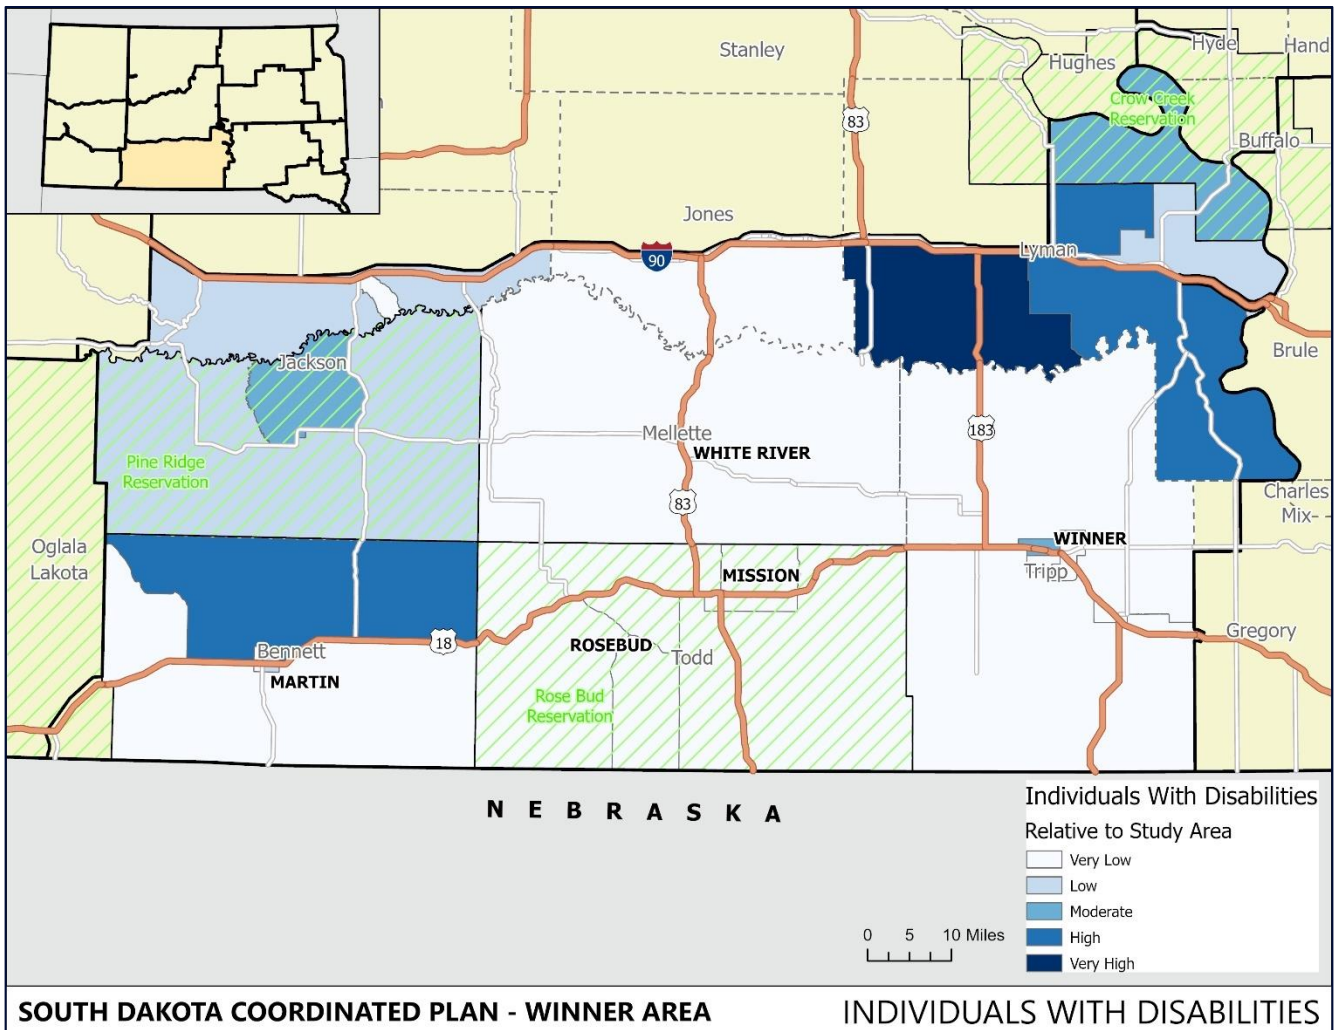 Stanley
Hughes
Hyde
Hand
Crow Creek
Reservation
83
Buffalo
Jones
90
Lyman
Brule
Jackson
183
Mellette
WHITE RIVER
Pine Ridge
Reservation
83
Charles
Mix
Oglala
Lakota
WINNER
Tripp
MISSION
18
ROSEBUD
Todd
Gregory
Bennett
MARTIN
Rose Bud
Reservation
NEBRASKA
Individuals With Disabilities
Relative to Study Area
Very Low
Low
Moderate
High
Very High
0 5 10 Miles
SOUTH DAKOTA COORDINATED PLAN - WINNER AREA
INDIVIDUALS WITH DISABILITIES